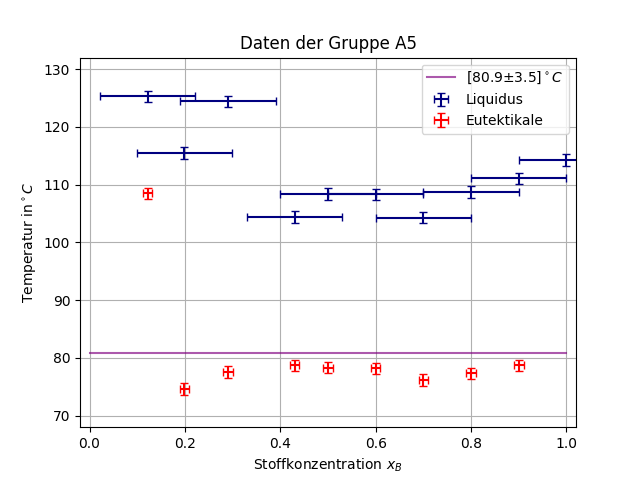 Daten der Gruppe A5
[80.9±3.5]°C
Liquidus
Eutektikale
130
120
110
100
90
80
70
Temperatur in °C
0.0 0.2 0.4 0.6 0.8 1.0
Stoffkonzentration x_B